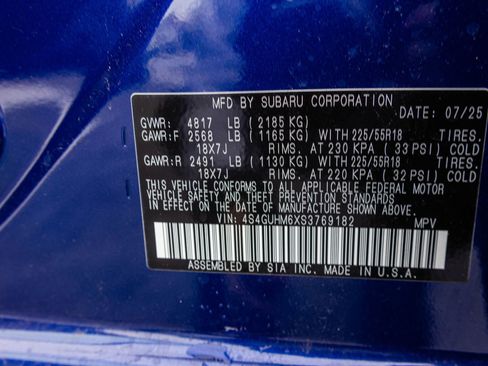 MFD BY SUBARU CORPORATION
DATE: 07/25
GVWR: 4817 LB (2185 KG)
GAWR:F 2568 LB (1165 KG) WITH 225/55R18 TIRES.
18X7J RIMS. AT 230 KPA ( 33 PSI) COLD
GAWR:R 2491 LB (1130 KG) WITH 225/55R18 TIRES.
18X7J RIMS. AT 220 KPA ( 32 PSI) COLD
THIS VEHICLE CONFORMS TO ALL APPLICABLE FEDERAL MOTOR
VEHICLE SAFETY AND THEFT PREVENTION STANDARDS IN
EFFECT ON THE DATE OF MANUFACTURE SHOWN ABOVE.
VIN: 4S4GUHM6XS3769182 MPV
ASSEMBLED BY SIA INC. MADE IN U.S.A.